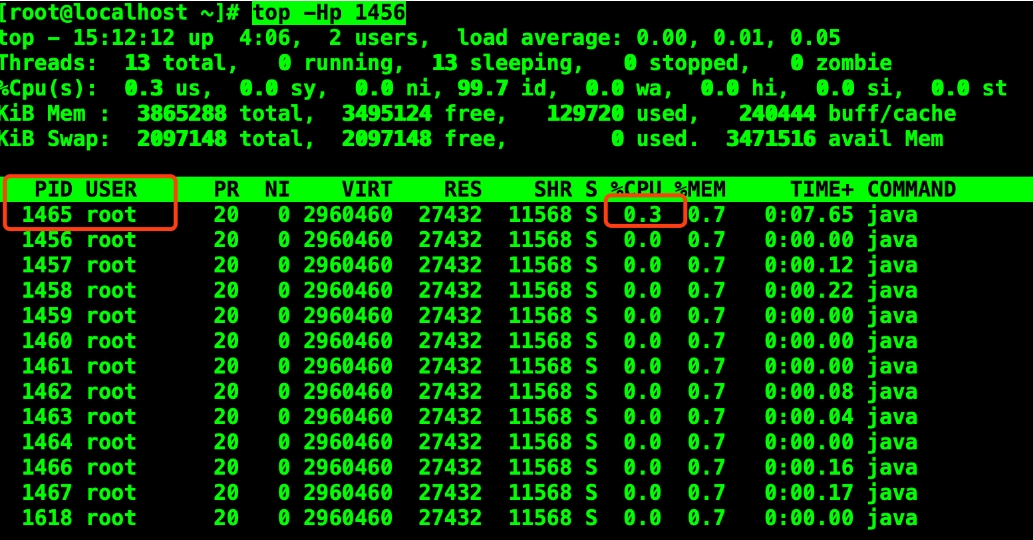 [root@localhost ~]# top -Hp 1456
top - 15:12:12 up  4:06,  2 users,  load average: 0.00, 0.01, 0.05
Threads:  13 total,   0 running,  13 sleeping,   0 stopped,   0 zombie
%Cpu(s):  0.3 us,  0.0 sy,  0.0 ni, 99.7 id,  0.0 wa,  0.0 hi,  0.0 si,  0.0 st
KiB Mem :  3865288 total,  3495124 free,   129720 used,   240444 buff/cache
KiB Swap:  2097148 total,  2097148 free,        0 used.  3471516 avail Mem
PID USER      PR  NI    VIRT    RES    SHR S %CPU %MEM     TIME+ COMMAND
1465 root      20   0 2960460  27432  11568 S  0.3  0.7   0:07.65 java
1456 root      20   0 2960460  27432  11568 S  0.0  0.7   0:00.00 java
1457 root      20   0 2960460  27432  11568 S  0.0  0.7   0:00.12 java
1458 root      20   0 2960460  27432  11568 S  0.0  0.7   0:00.22 java
1459 root      20   0 2960460  27432  11568 S  0.0  0.7   0:00.00 java
1460 root      20   0 2960460  27432  11568 S  0.0  0.7   0:00.00 java
1461 root      20   0 2960460  27432  11568 S  0.0  0.7   0:00.00 java
1462 root      20   0 2960460  27432  11568 S  0.0  0.7   0:00.08 java
1463 root      20   0 2960460  27432  11568 S  0.0  0.7   0:00.04 java
1464 root      20   0 2960460  27432  11568 S  0.0  0.7   0:00.00 java
1466 root      20   0 2960460  27432  11568 S  0.0  0.7   0:00.16 java
1467 root      20   0 2960460  27432  11568 S  0.0  0.7   0:00.17 java
1618 root      20   0 2960460  27432  11568 S  0.0  0.7   0:00.00 java